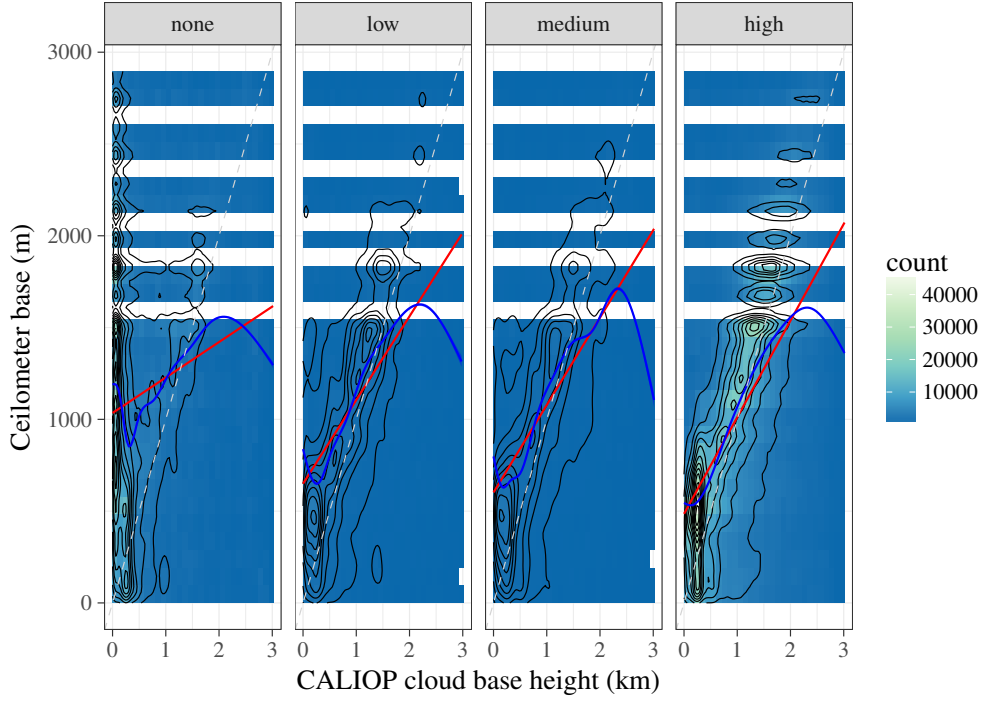 none low medium high
3000
2000
1000
0
Ceilometer base (m)
0 1 2 3 0 1 2 3 0 1 2 3 0 1 2 3
CALIOP cloud base height (km)
count
40000
30000
20000
10000